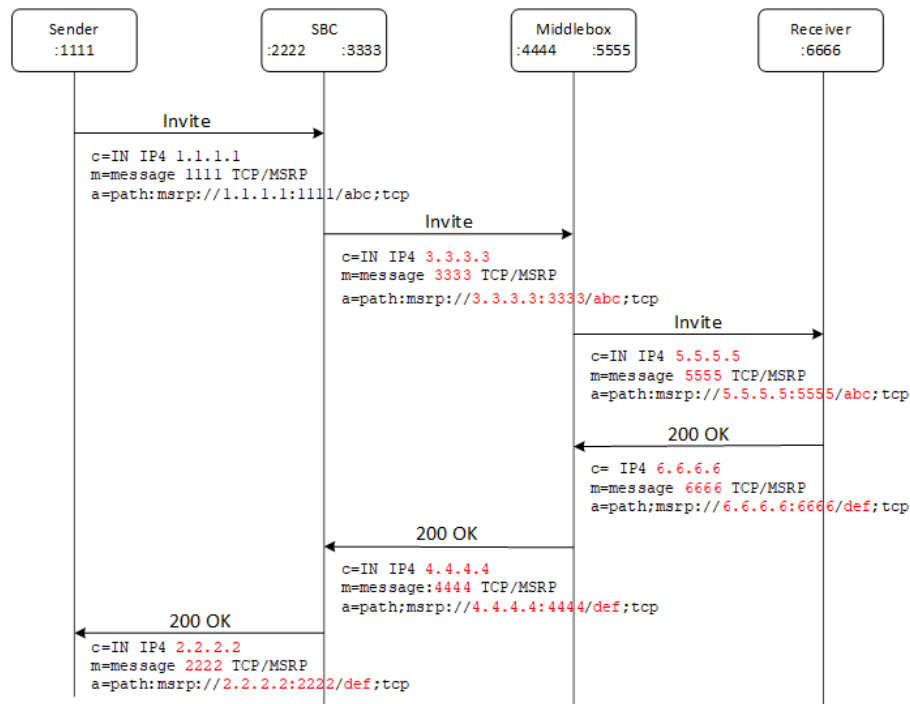 Sender
:1111
SBC
:2222 :3333
Middlebox
:4444 :5555
Receiver
:6666
Invite
c=IN IP4 1.1.1.1
m=message 1111 TCP/MSRP
a=path:msrp://1.1.1.1:1111/abc;tcp
Invite
c=IN IP4 3.3.3.3
m=message 3333 TCP/MSRP
a=path:msrp://3.3.3.3:3333/abc;tcp
Invite
c=IN IP4 5.5.5.5
m=message 5555 TCP/MSRP
a=path:msrp://5.5.5.5:5555/abc;tcp
200 OK
c= IP4 6.6.6.6
m=message 6666 TCP/MSRP
a=path;msrp://6.6.6.6:6666/def;tcp
200 OK
c=IN IP4 4.4.4.4
m=message:4444 TCP/MSRP
a=path;msrp://4.4.4.4:4444/def;tcp
200 OK
c=IN IP4 2.2.2.2
m=message 2222 TCP/MSRP
a=path:msrp://2.2.2.2:2222/def;tcp